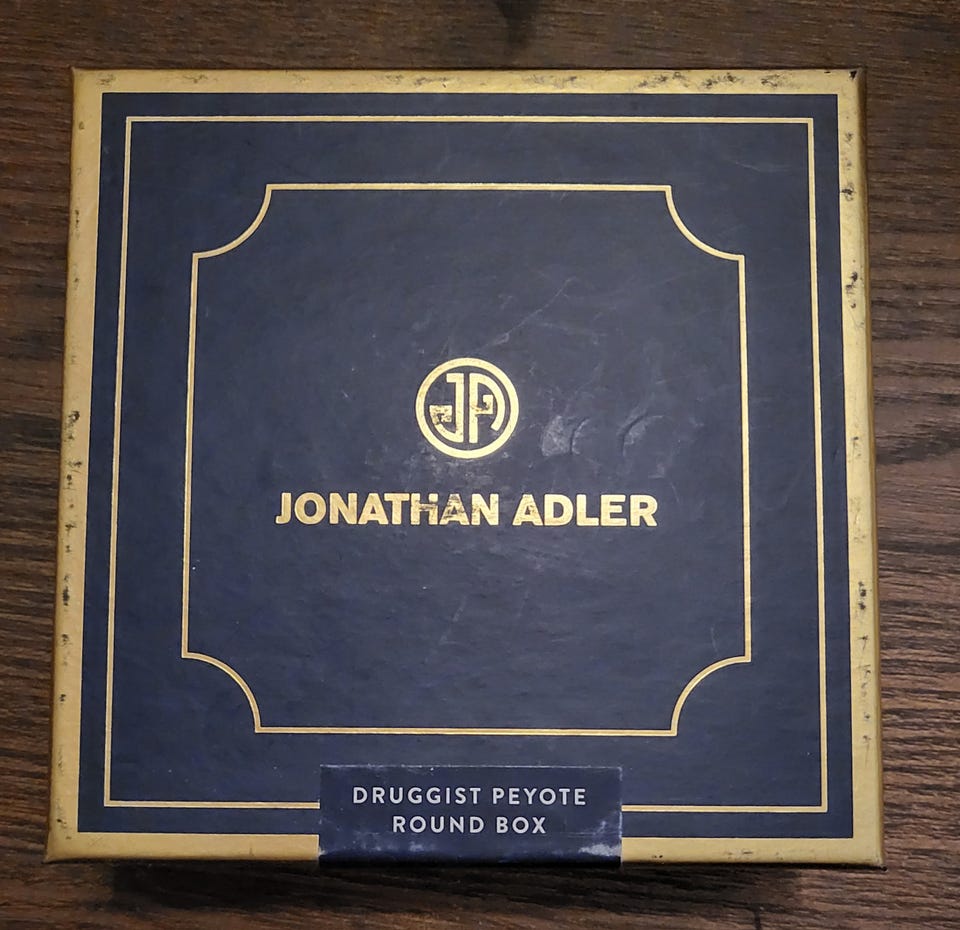 JA
JONATHAN ADLER
DRUGGIST PEYOTE
ROUND BOX